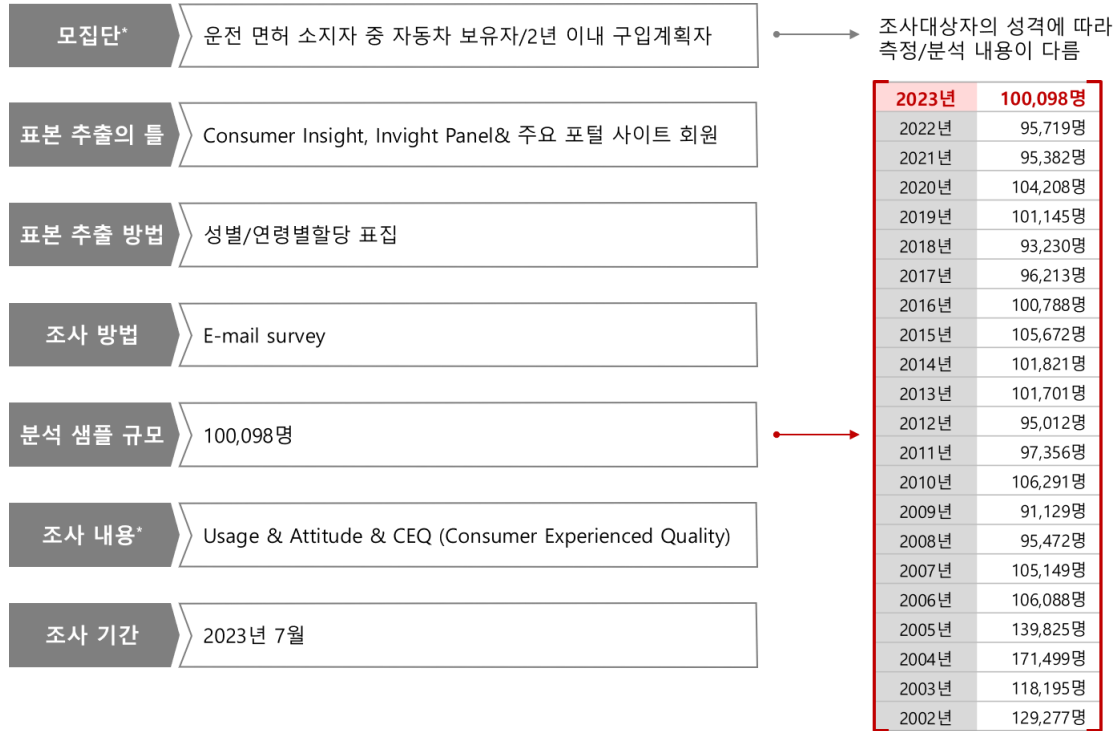 모집단*
운전 면허 소지자 중 자동차 보유자/2년 이내 구입계획자
조사대상자의 성격에 따라
측정/분석 내용이 다름
표본 추출의 틀
Consumer Insight, Invight Panel& 주요 포털 사이트 회원
표본 추출 방법
성별/연령별할당 표집
조사 방법
E-mail survey
분석 샘플 규모
100,098명
조사 내용*
Usage & Attitude & CEQ (Consumer Experienced Quality)
조사 기간
2023년 7월
2023년 100,098명
2022년 95,719명
2021년 95,382명
2020년 104,208명
2019년 101,145명
2018년 93,230명
2017년 96,213명
2016년 100,788명
2015년 105,672명
2014년 101,821명
2013년 101,701명
2012년 95,012명
2011년 97,356명
2010년 106,291명
2009년 91,129명
2008년 95,472명
2007년 105,149명
2006년 106,088명
2005년 139,825명
2004년 171,499명
2003년 118,195명
2002년 129,277명